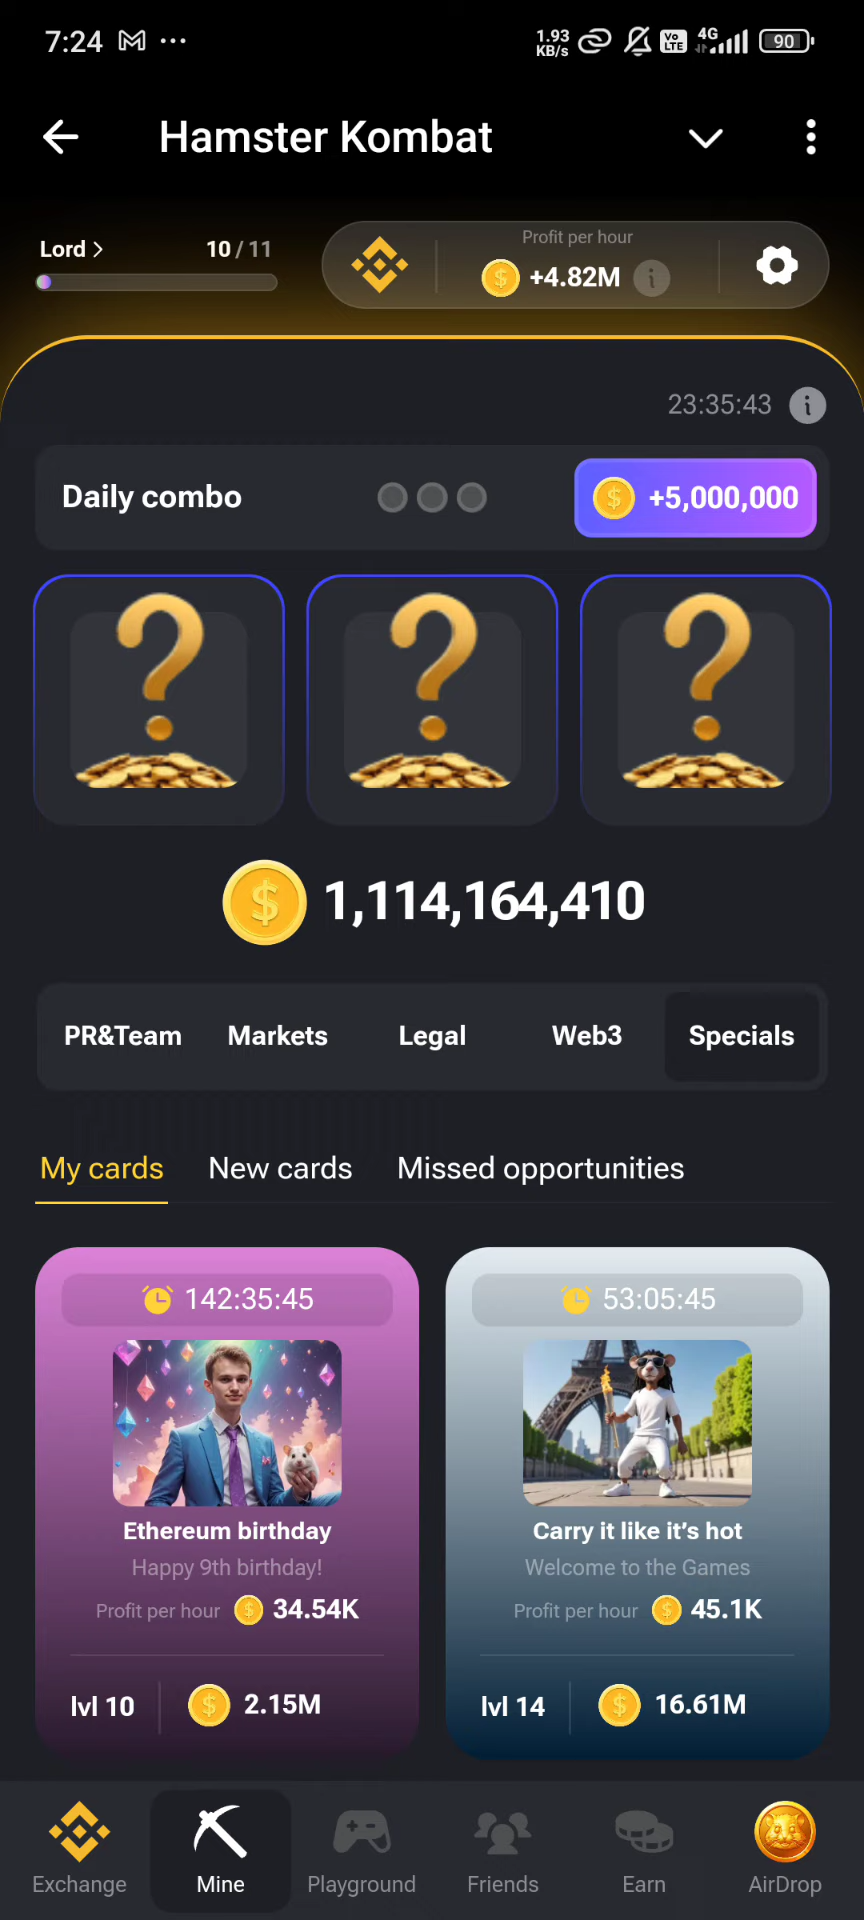 7:24 1.93 KB/s Vo LTE 4G 90
Hamster Kombat
Profit per hour
Lord > 10 / 11
+4.82M
23:35:43
Daily combo +5,000,000
1,114,164,410
PR&Team Markets Legal Web3 Specials
My cards New cards Missed opportunities
142:35:45 53:05:45
Ethereum birthday Carry it like it's hot
Happy 9th birthday! Welcome to the Games
Profit per hour 34.54K Profit per hour 45.1K
lvl 10 2.15M lvl 14 16.61M
Exchange Mine Playground Friends Earn AirDrop